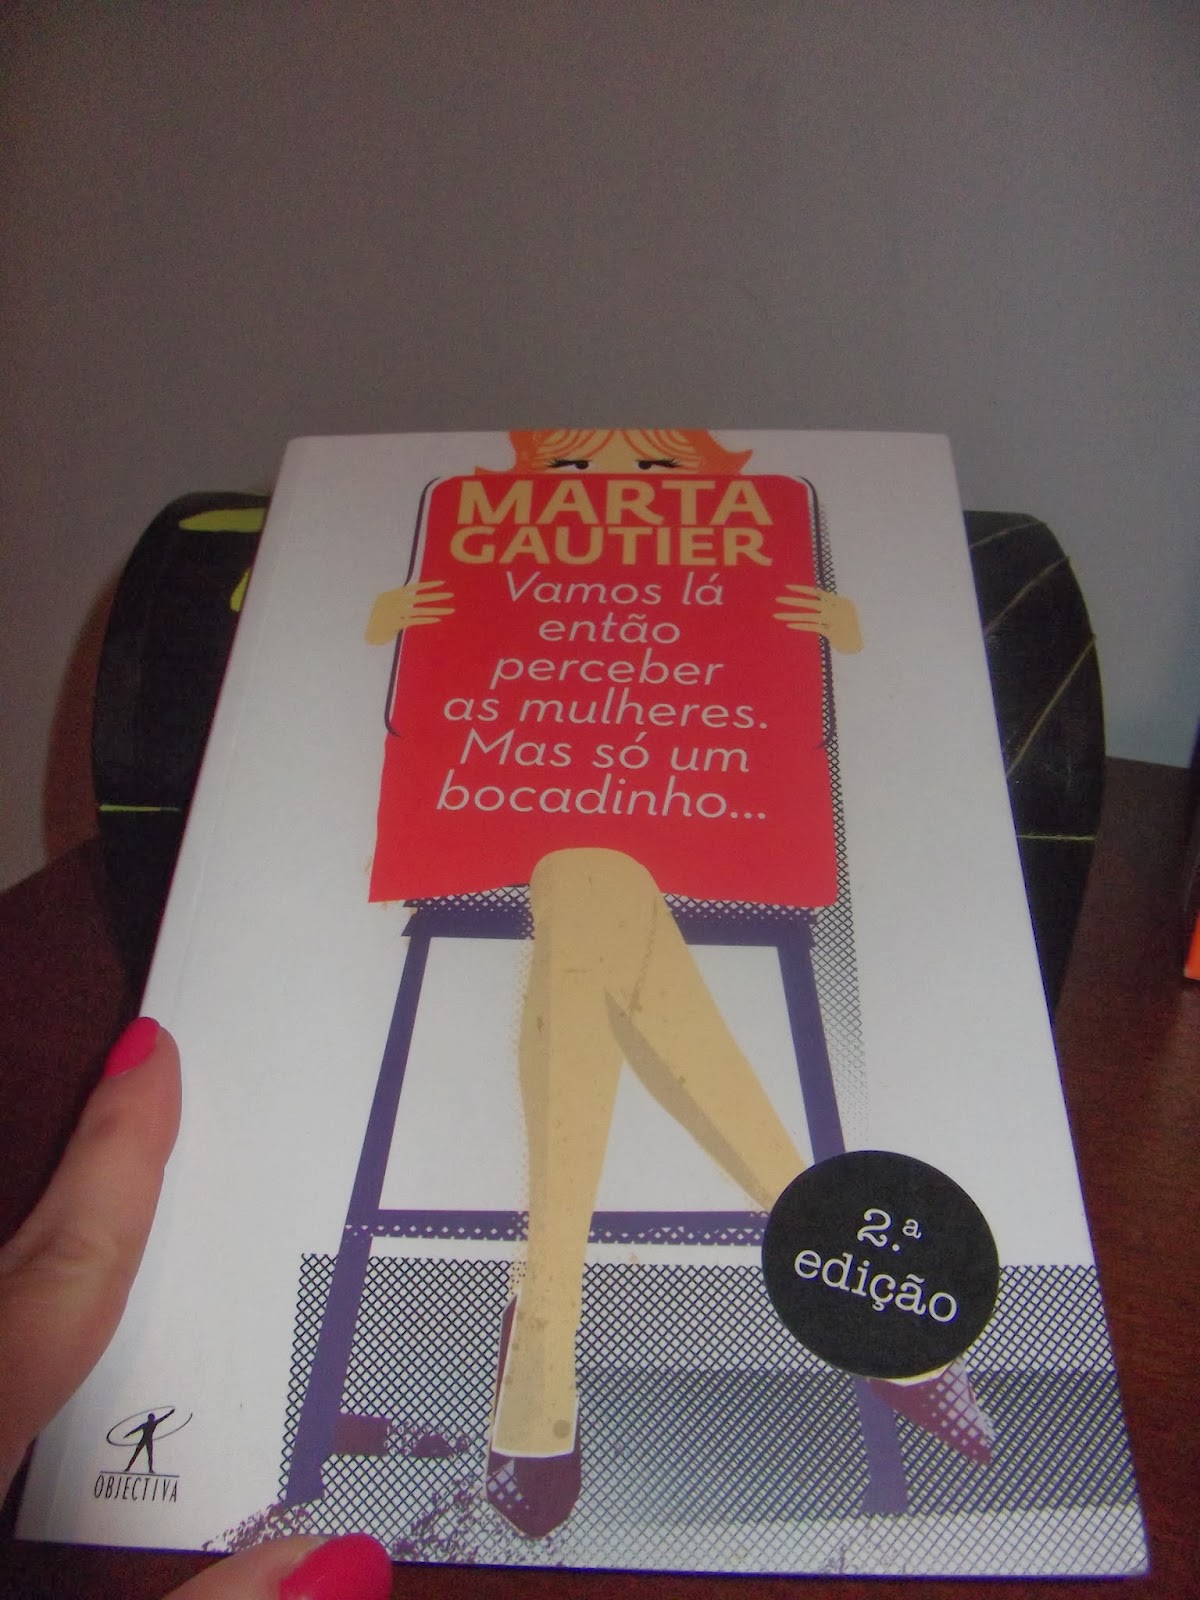 MARTA
GAUTIER
Vamos lá
então
perceber
as mulheres.
Mas só um
bocadinho...
2.ª
edição
OBJECTIVA